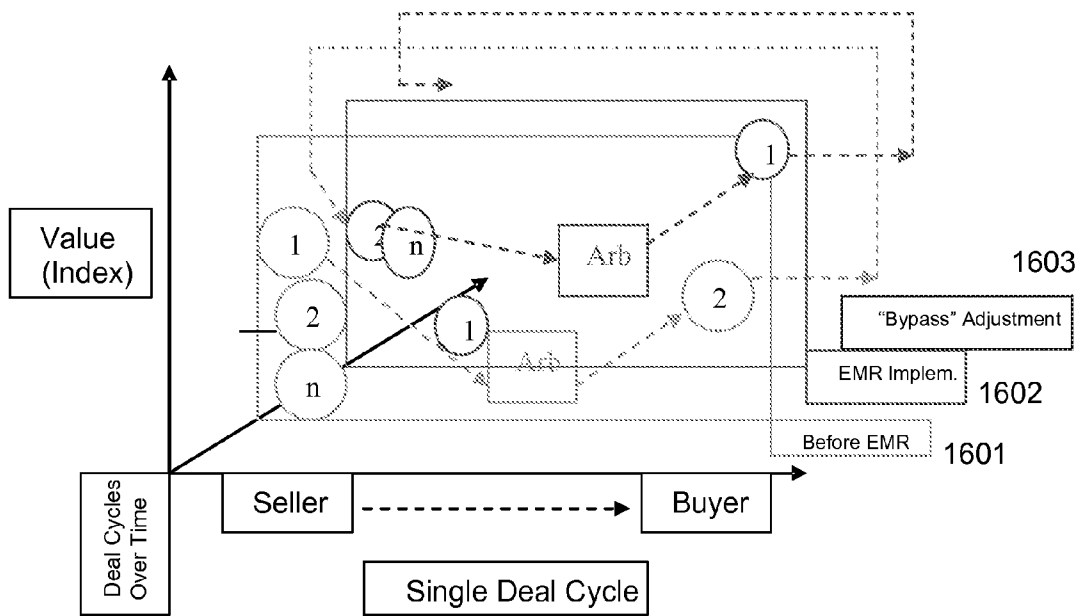 1
Value
(Index)
1
2
n
Arb
1603
2
2
1
"Bypass" Adjustment
Arb
n
EMR Implem.
1602
Before EMR
1601
Deal Cycles
Over Time
Seller
Buyer
Single Deal Cycle